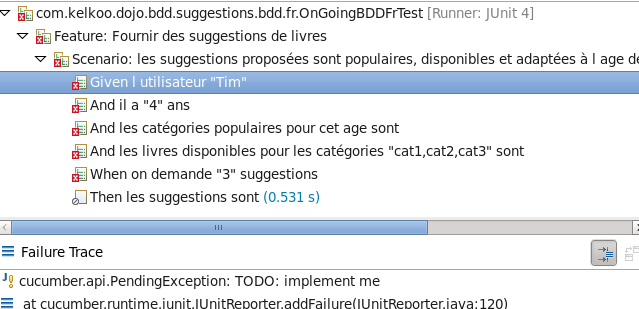 com.kelkoo.dojo.bdd.suggestions.bdd.fr.OnGoingBDDFrTest [Runner: JUnit 4]
Feature: Fournir des suggestions de livres
Scenario: les suggestions proposées sont populaires, disponibles et adaptées à l age de
Given l utilisateur "Tim"
And il a "4" ans
And les catégories populaires pour cet age sont
And les livres disponibles pour les catégories "cat1,cat2,cat3" sont
When on demande "3" suggestions
Then les suggestions sont (0.531 s)
Failure Trace
cucumber.api.PendingException: TODO: implement me
at cucumber.runtime.junit.JUnitReporter.addFailure(JUnitReporter.java:120)